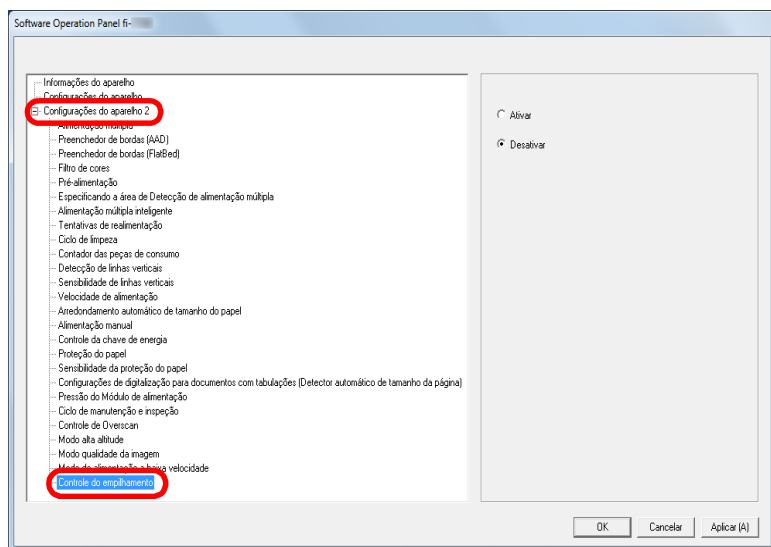 Software Operation Panel fi-
Informações do aparelho
Configurações do aparelho
Configurações do aparelho 2
Alimentação múltipla
Preenchedor de bordas (AAD)
Preenchedor de bordas (FlatBed)
Filtro de cores
Pré-alimentação
Especificando a área de Detecção de alimentação múltipla
Alimentação múltipla inteligente
Tentativas de realimentação
Ciclo de limpeza
Contador das peças de consumo
Detecção de linhas verticais
Sensibilidade de linhas verticais
Velocidade de alimentação
Arredondamento automático de tamanho do papel
Alimentação manual
Controle da chave de energia
Proteção do papel
Sensibilidade da proteção do papel
Configurações de digitalização para documentos com tabulações (Detector automático de tamanho da página)
Pressão do Módulo de alimentação
Ciclo de manutenção e inspeção
Controle de Overscan
Modo alta altitude
Modo qualidade da imagem
Modo de alimentação a baixa velocidade
Controle do empilhamento
Ativar
Desativar
OK Cancelar Aplicar (A)